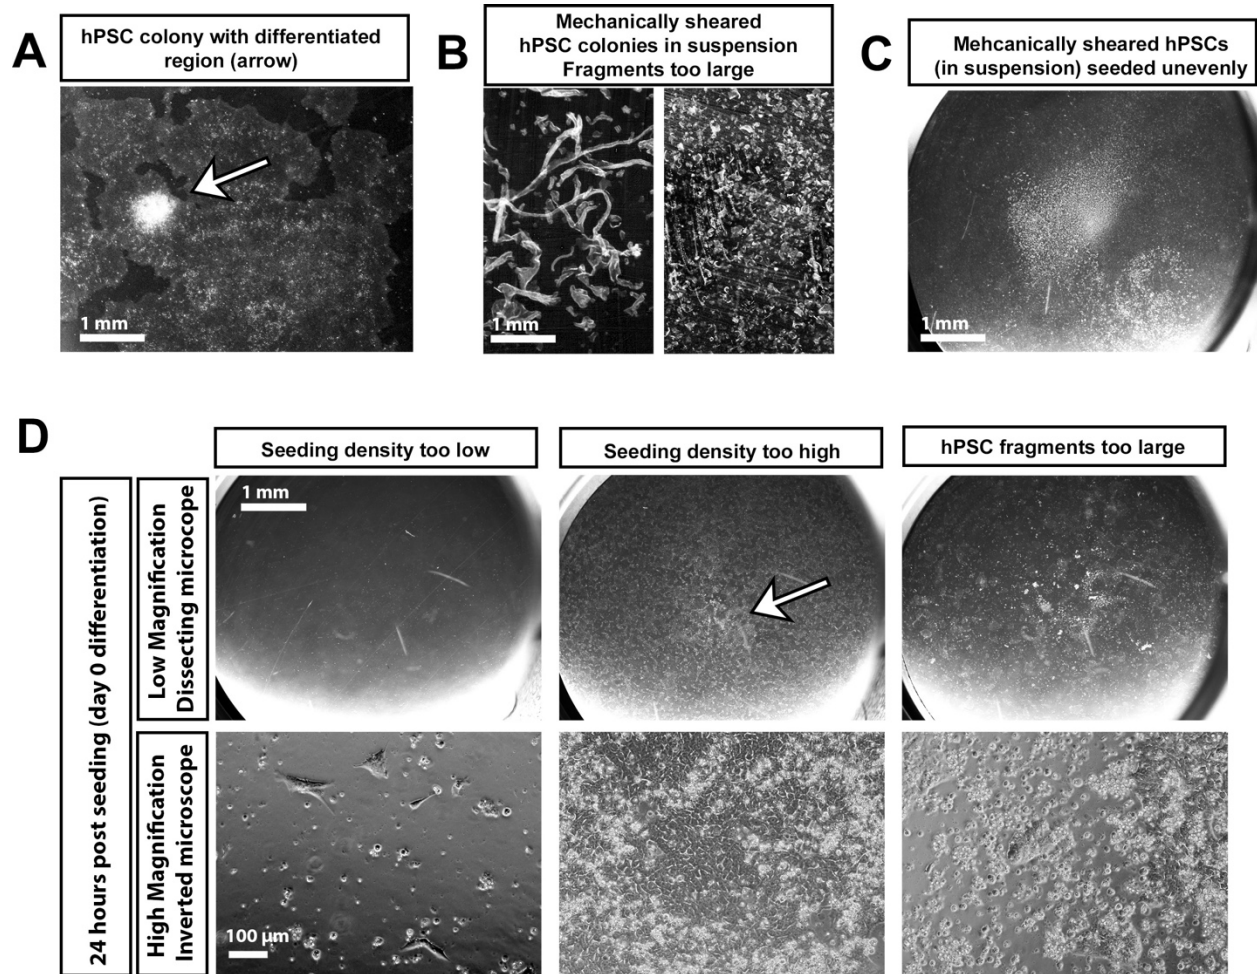 A
hPSC colony with differentiated
region (arrow)
1 mm
B
Mechanically sheared
hPSC colonies in suspension
Fragments too large
1 mm
C
Mehcanically sheared hPSCs
(in suspension) seeded unevenly
1 mm
D
Seeding density too low
Seeding density too high
hPSC fragments too large
24 hours post seeding (day 0 differentiation)
Low Magnification
Dissecting microcope
1 mm
High Magnification
Inverted microscope
100 µm